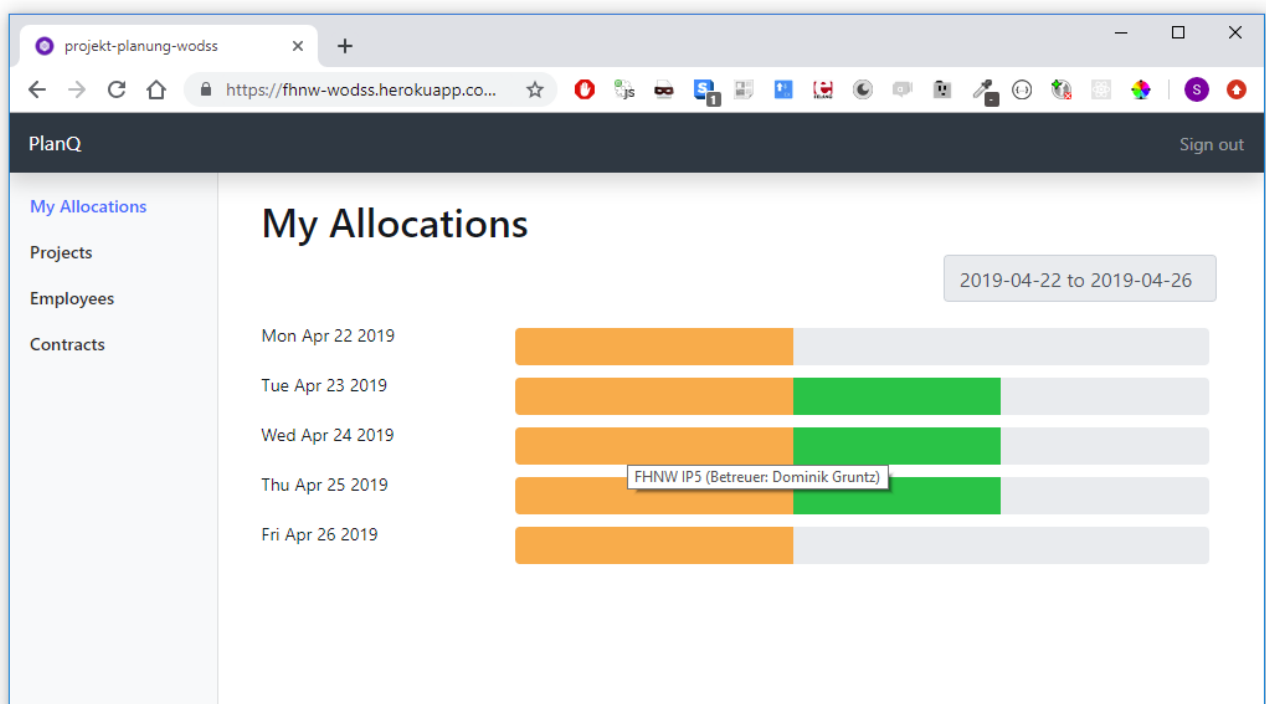 projekt-planung-wodss
https://fhnw-wodss.herokuapp.co...
js
S
1
S
PlanQ
Sign out
My Allocations
Projects
Employees
Contracts
My Allocations
2019-04-22 to 2019-04-26
Mon Apr 22 2019
Tue Apr 23 2019
Wed Apr 24 2019
FHNW IP5 (Betreuer: Dominik Gruntz)
Thu Apr 25 2019
Fri Apr 26 2019